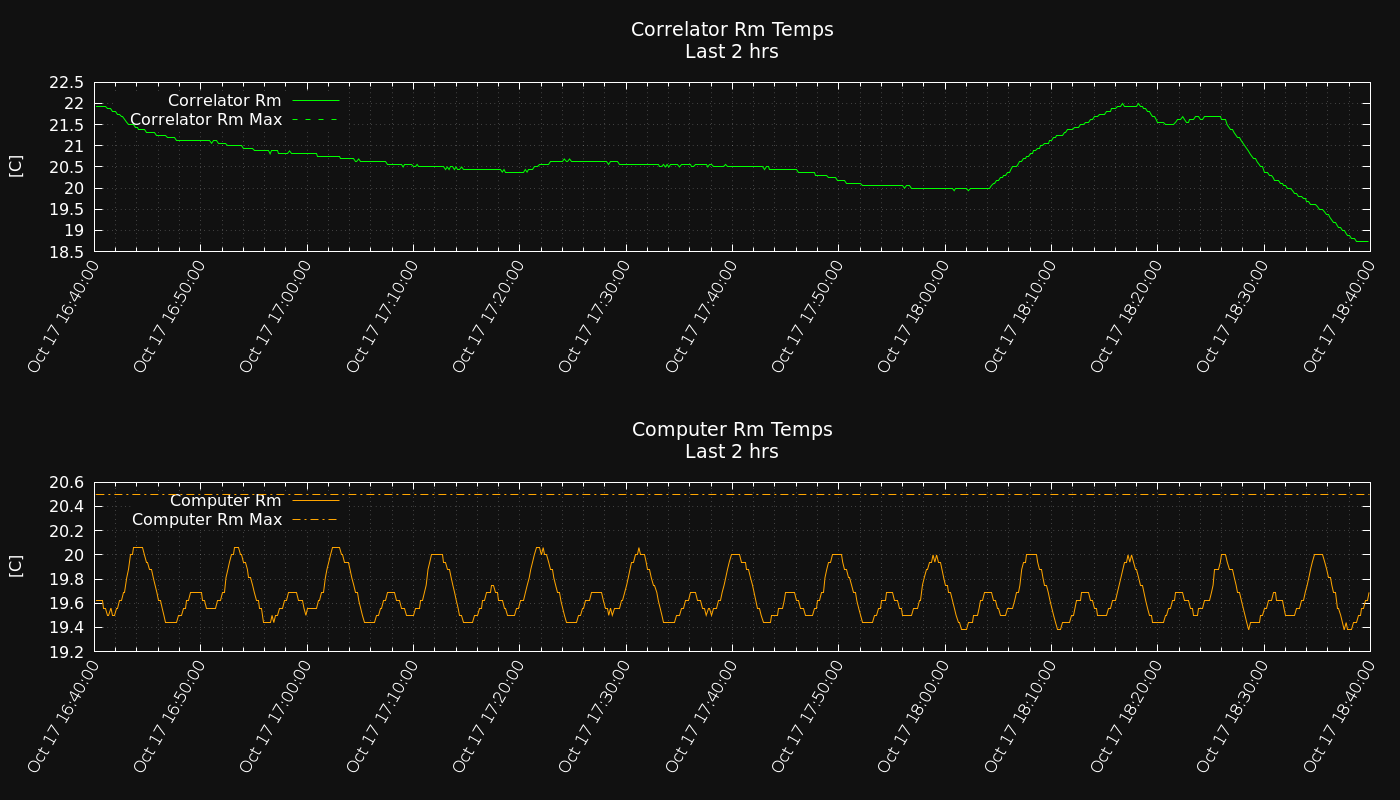 Correlator Rm Temps
Last 2 hrs
22.5
22
21.5
21
20.5
20
19.5
19
18.5
[C]
Correlator Rm
Correlator Rm Max
Oct 17 16:40:00
Oct 17 16:50:00
Oct 17 17:00:00
Oct 17 17:10:00
Oct 17 17:20:00
Oct 17 17:30:00
Oct 17 17:40:00
Oct 17 17:50:00
Oct 17 18:00:00
Oct 17 18:10:00
Oct 17 18:20:00
Oct 17 18:30:00
Oct 17 18:40:00
Computer Rm Temps
Last 2 hrs
20.6
20.4
20.2
20
19.8
19.6
19.4
19.2
[C]
Computer Rm
Computer Rm Max
Oct 17 16:40:00
Oct 17 16:50:00
Oct 17 17:00:00
Oct 17 17:10:00
Oct 17 17:20:00
Oct 17 17:30:00
Oct 17 17:40:00
Oct 17 17:50:00
Oct 17 18:00:00
Oct 17 18:10:00
Oct 17 18:20:00
Oct 17 18:30:00
Oct 17 18:40:00